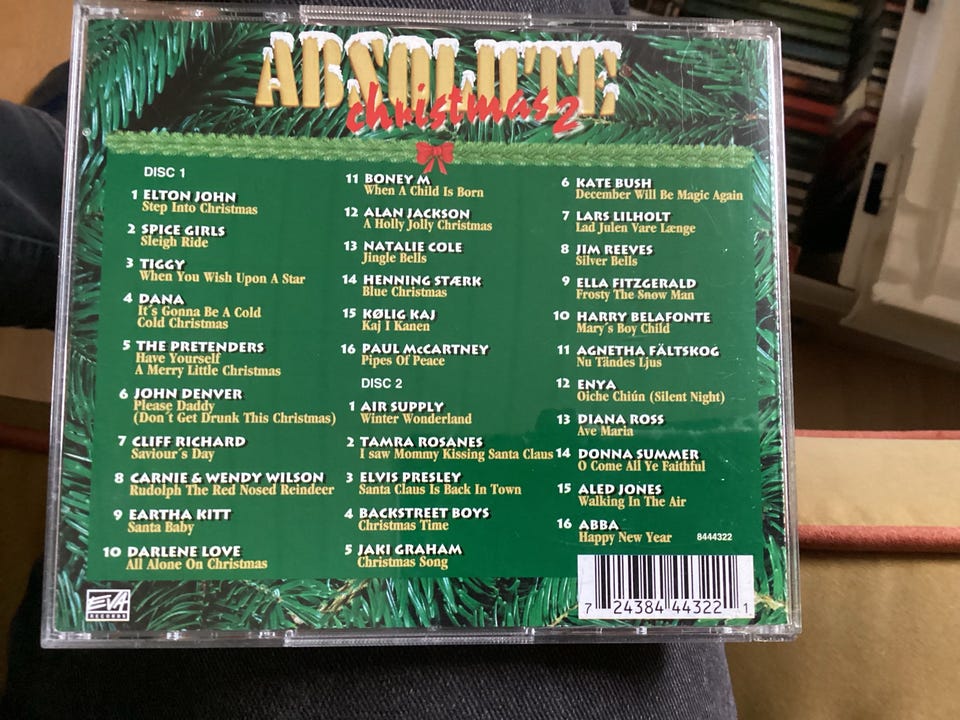 ABSOLUTE
christmas 2
DISC 1
1 ELTON JOHN
Step Into Christmas
2 SPICE GIRLS
Sleigh Ride
3 TIGGY
When You Wish Upon A Star
4 DANA
It´s Gonna Be A Cold
Cold Christmas
5 THE PRETENDERS
Have Yourself
A Merry Little Christmas
6 JOHN DENVER
Please Daddy
(Don´t Get Drunk This Christmas)
7 CLIFF RICHARD
Saviour´s Day
8 CARNIE & WENDY WILSON
Rudolph The Red Nosed Reindeer
9 EARTHA KITT
Santa Baby
10 DARLENE LOVE
All Alone On Christmas
11 BONEY M
When A Child Is Born
12 ALAN JACKSON
A Holly Jolly Christmas
13 NATALIE COLE
Jingle Bells
14 HENNING STÆRK
Blue Christmas
15 KØLIG KAJ
Kaj I Kanen
16 PAUL McCARTNEY
Pipes Of Peace
DISC 2
1 AIR SUPPLY
Winter Wonderland
2 TAMRA ROSANES
I saw Mommy Kissing Santa Claus
3 ELVIS PRESLEY
Santa Claus Is Back In Town
4 BACKSTREET BOYS
Christmas Time
5 JAKI GRAHAM
Christmas Song
6 KATE BUSH
December Will Be Magic Again
7 LARS LILHOLT
Lad Julen Vare Længe
8 JIM REEVES
Silver Bells
9 ELLA FITZGERALD
Frosty The Snow Man
10 HARRY BELAFONTE
Mary´s Boy Child
11 AGNETHA FÄLTSKOG
Nu Tändes Ljus
12 ENYA
Oiche Chiún (Silent Night)
13 DIANA ROSS
Ave Maria
14 DONNA SUMMER
O Come All Ye Faithful
15 ALED JONES
Walking In The Air
16 ABBA
Happy New Year
8444322
EVA
RECORDS
7 24384 44322 1